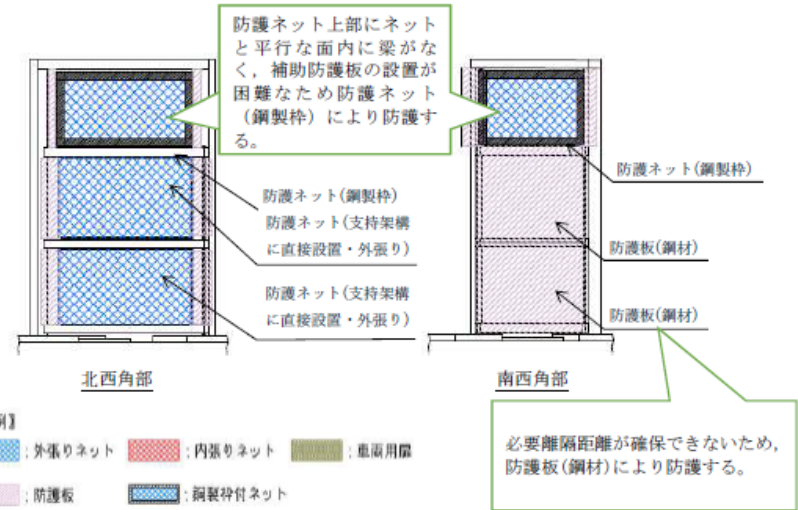 防護ネット上部にネット
と平行な面内に梁がな
く，補助防護板の設置が
困難なため防護ネット
（鋼製枠）により防護す
る。
防護ネット(鋼製枠)
防護ネット(支持架構
に直接設置・外張り)
防護ネット(支持架構
に直接設置・外張り)
北西角部
防護ネット(鋼製枠)
防護板(鋼材)
防護板(鋼材)
南西角部
必要離隔距離が確保できないため，
防護板(鋼材)により防護する。
例】
：外張りネット
：内張りネット
：車両用扉
：防護板
：鋼製枠付ネット